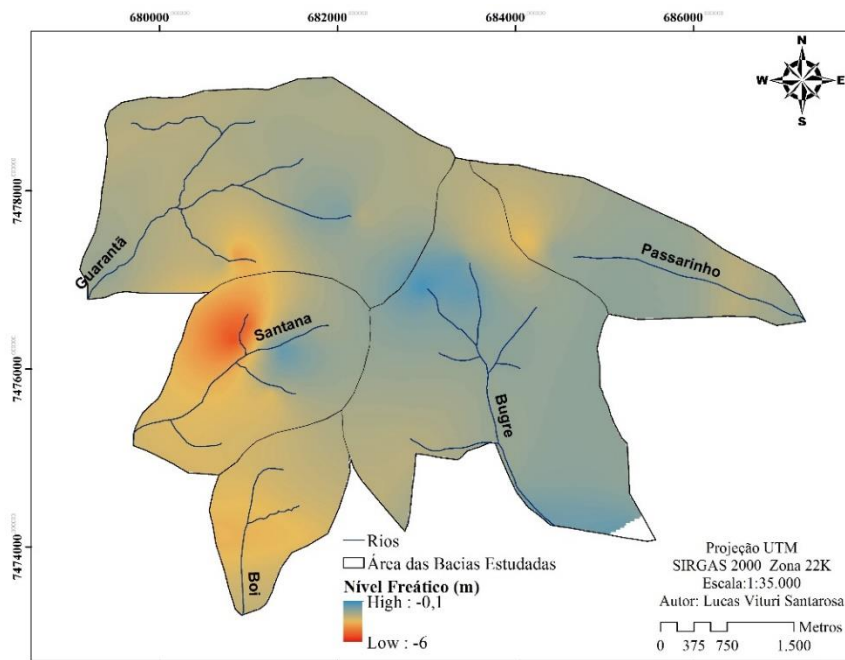 680000 682000 684000 686000
N
W E
S
7478000
7476000
7474000
Guarantã
Passarinho
Santana
Bugre
Boi
Rios
Área das Bacias Estudadas
Nível Freático (m)
High : -0,1
Low : -6
Projeção UTM
SIRGAS 2000 Zona 22K
Escala:1:35.000
Autor: Lucas Vituri Santarosa
Metros
0 375 750 1.500